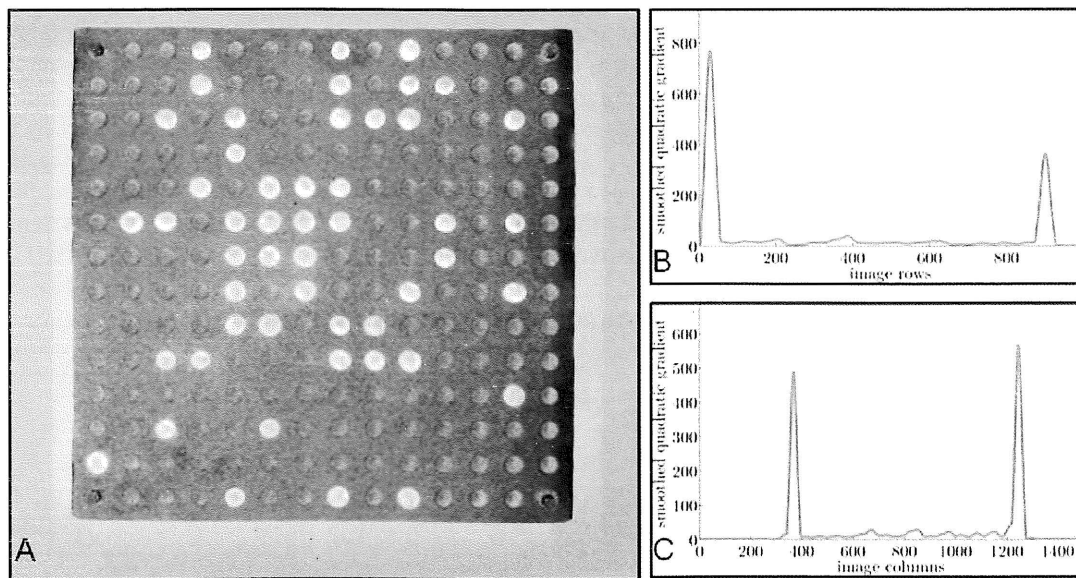 A
smoothed quadratic gradient
800
600
400
200
0
0 200 400 600 800
image rows
B
smoothed quadratic gradient
600
500
400
300
200
100
0
0 200 400 600 800 1000 1200 1400
image columns
C